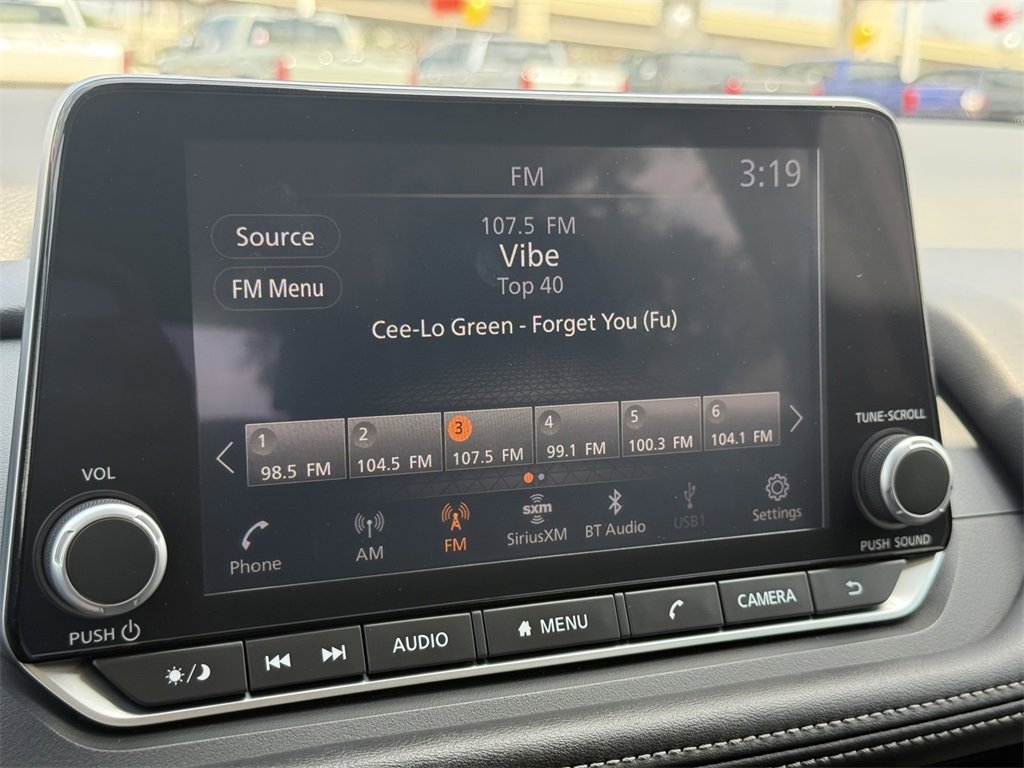 FM
3:19
Source
FM Menu
107.5 FM
Vibe
Top 40
Cee-Lo Green - Forget You (Fu)
1
98.5 FM
2
104.5 FM
3
107.5 FM
4
99.1 FM
5
100.3 FM
6
104.1 FM
Phone
AM
FM
sxm
SiriusXM
BT Audio
USB1
Settings
VOL
PUSH
TUNE·SCROLL
PUSH SOUND
AUDIO
MENU
CAMERA